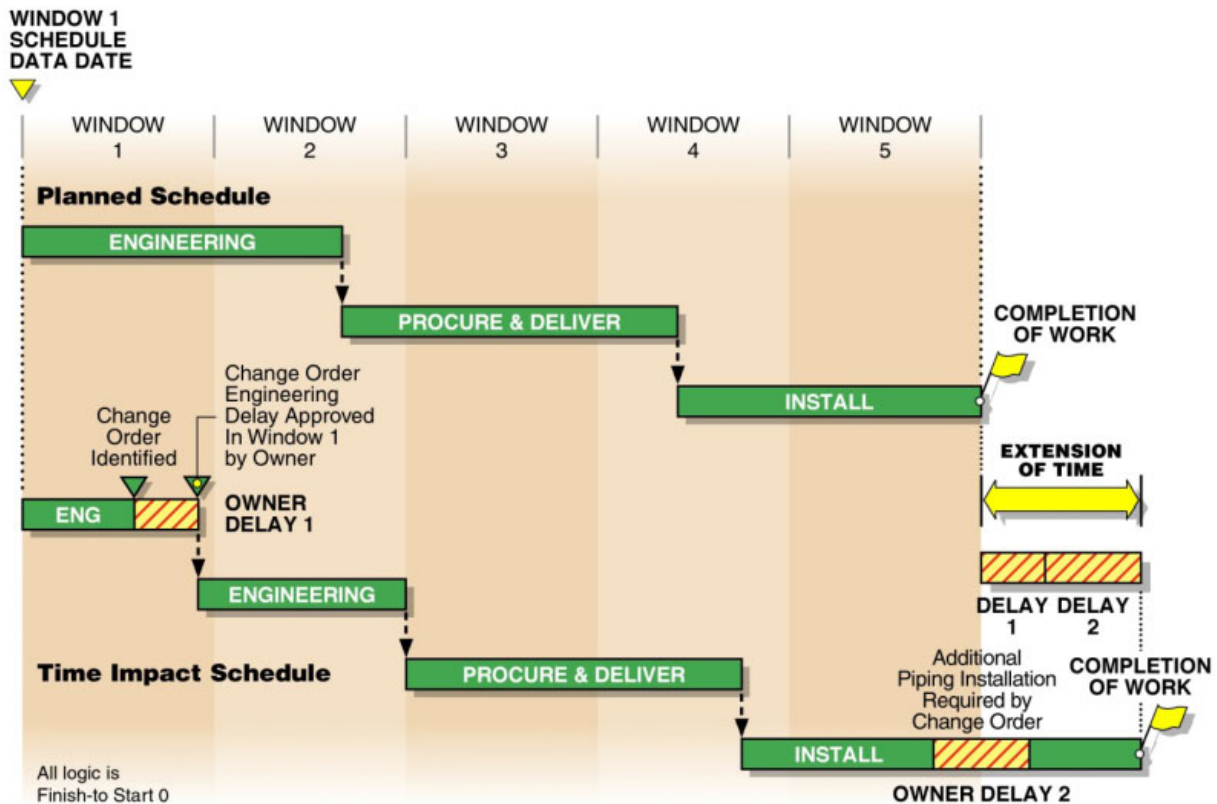 WINDOW 1
SCHEDULE
DATA DATE
WINDOW
1
WINDOW
2
WINDOW
3
WINDOW
4
WINDOW
5
Planned Schedule
ENGINEERING
PROCURE & DELIVER
COMPLETION
OF WORK
INSTALL
Change Order
Engineering
Delay Approved
In Window 1
by Owner
Change
Order
Identified
EXTENSION
OF TIME
ENG
OWNER
DELAY 1
ENGINEERING
DELAY
1
DELAY
2
Time Impact Schedule
PROCURE & DELIVER
Additional
Piping Installation
Required by
Change Order
COMPLETION
OF WORK
INSTALL
OWNER DELAY 2
All logic is
Finish-to Start 0